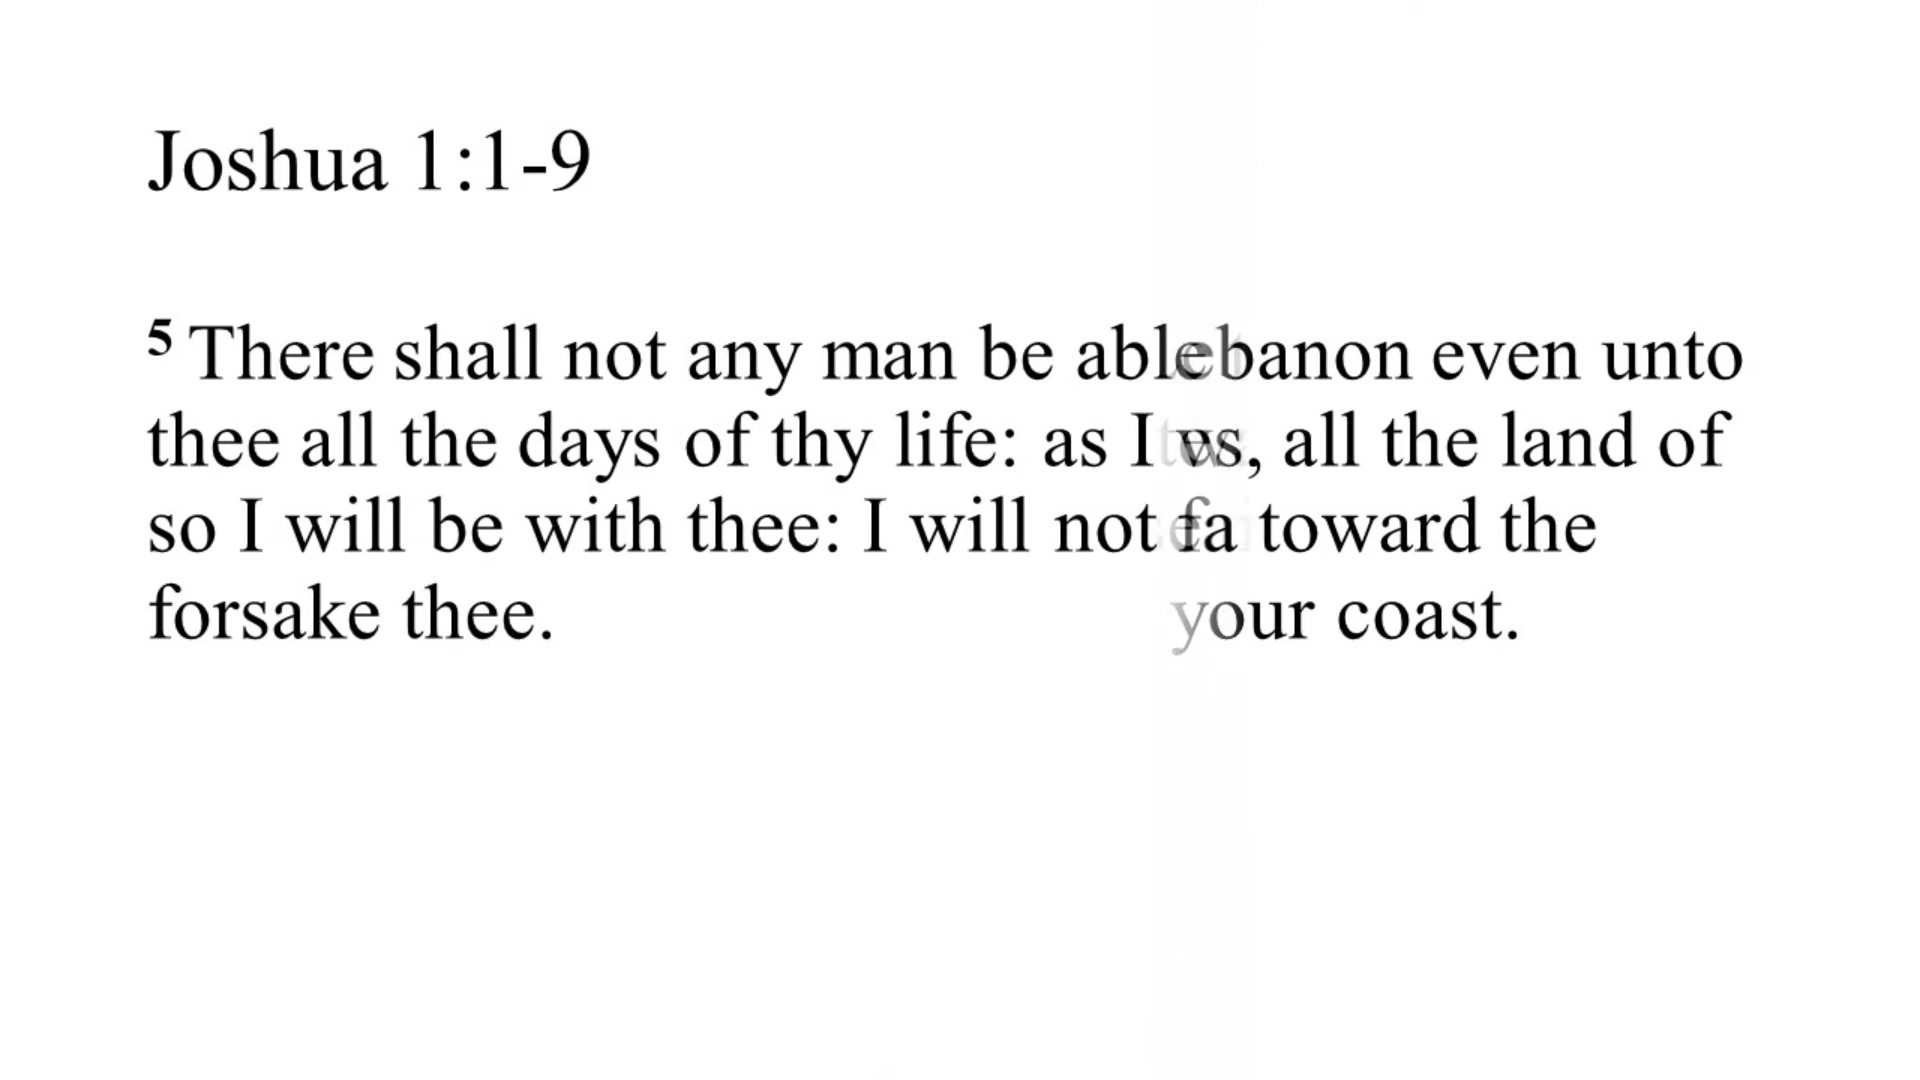 Joshua 1:1-9
5 There shall not any man be able banon even unto
thee all the days of thy life: as I s, all the land of
so I will be with thee: I will not fa toward the
forsake thee. your coast.